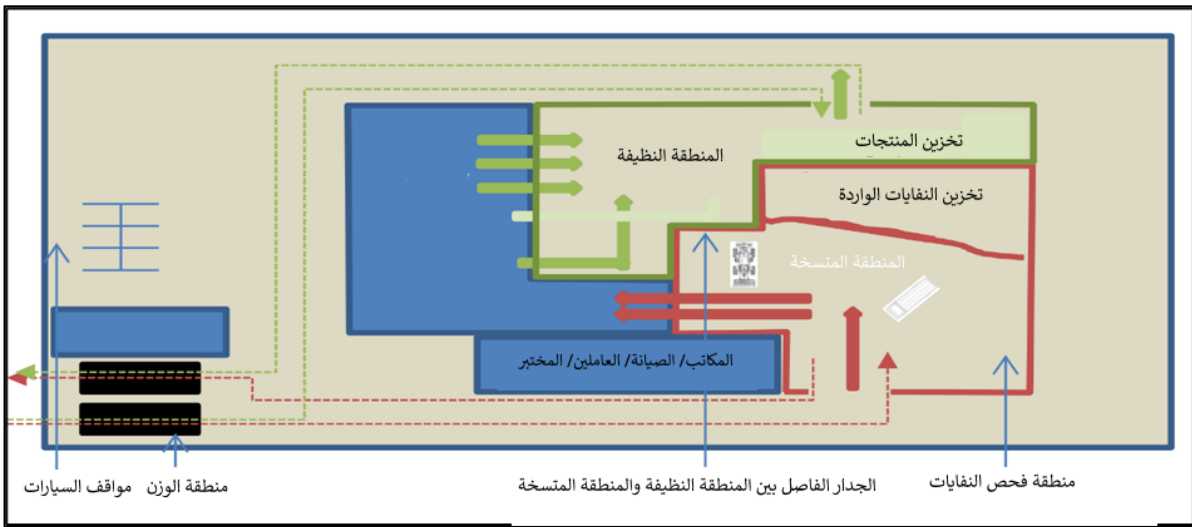 تخزين المنتجات
المنطقة النظيفة
تخزين النفايات الواردة
المنطقة المتسخة
المكاتب/ الصيانة/ العاملين/ المختبر
منطقة فحص النفايات
الجدار الفاصل بين المنطقة النظيفة والمنطقة المتسخة
منطقة الوزن
مواقف السيارات